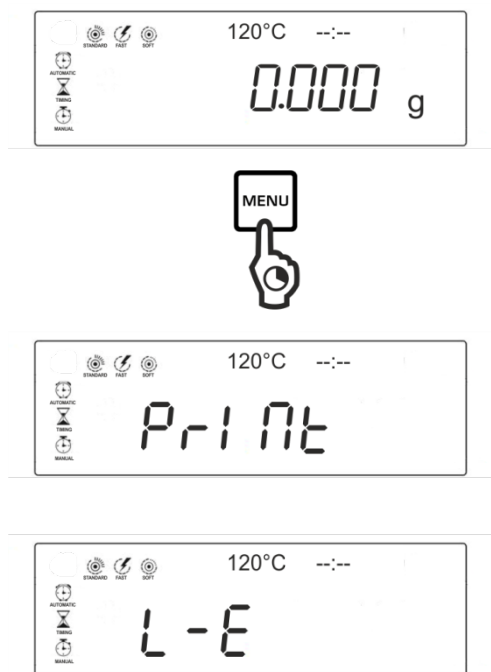 120°C --:--
STANDARD FAST SOFT
AUTOMATIC
0.000 g
TIMING
MANUAL
MENU
120°C --:--
STANDARD FAST SOFT
AUTOMATIC
PrINt
TIMING
MANUAL
120°C --:--
STANDARD FAST SOFT
AUTOMATIC
L-E
TIMING
MANUAL